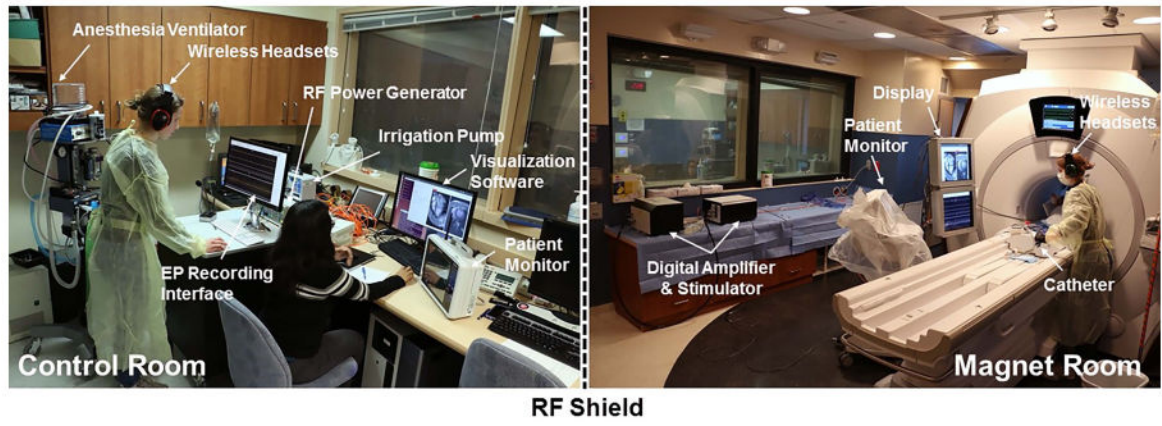 Anesthesia Ventilator
Wireless Headsets
RF Power Generator
Irrigation Pump
Visualization
Software
Patient
Monitor
EP Recording
Interface
Control Room
Display
Patient
Monitor
Wireless
Headsets
Digital Amplifier
& Stimulator
Catheter
Magnet Room
RF Shield